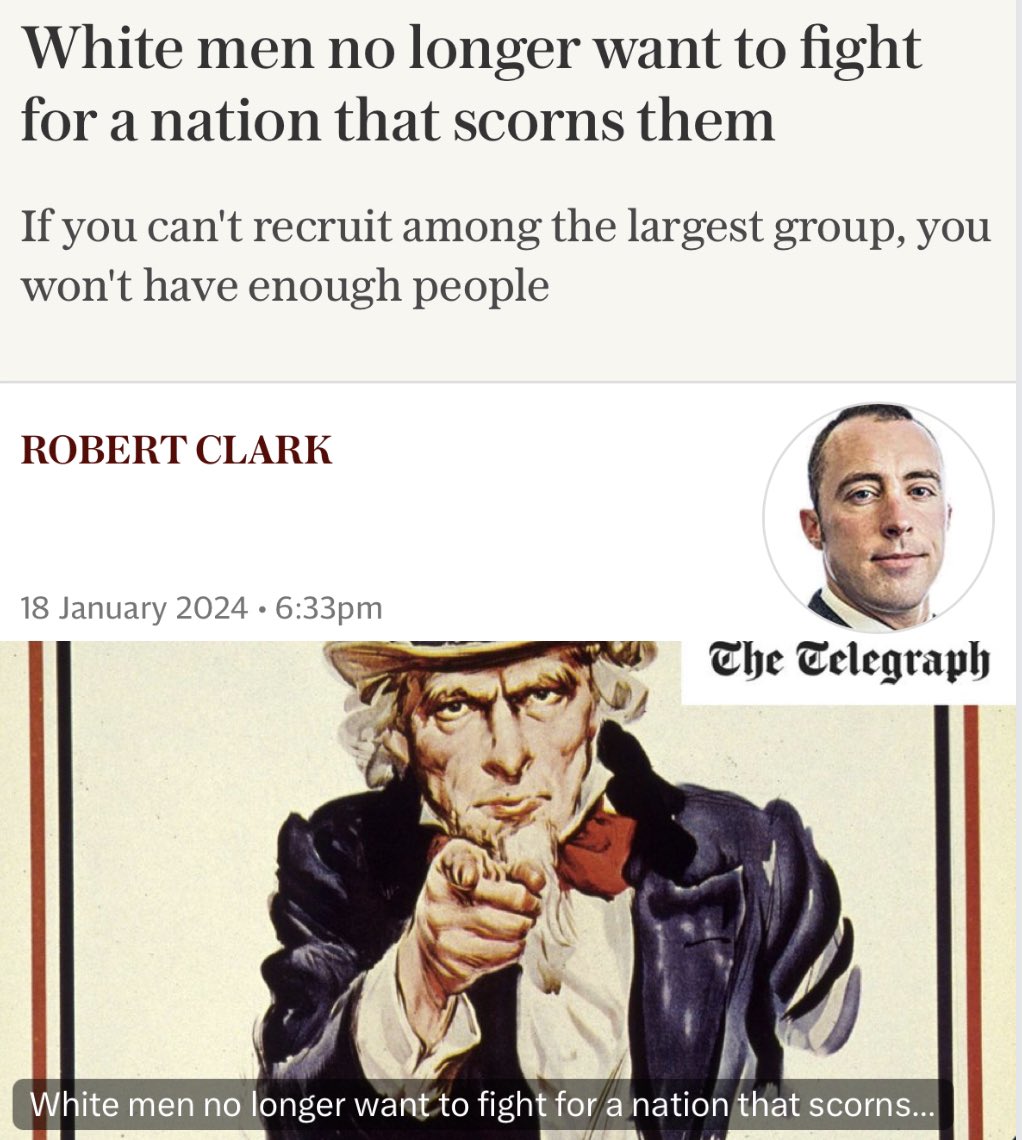 White men no longer want to fight
for a nation that scorns them
If you can't recruit among the largest group, you
won't have enough people
ROBERT CLARK
18 January 2024 • 6:33pm
The Telegraph
White men no longer want to fight for a nation that scorns...